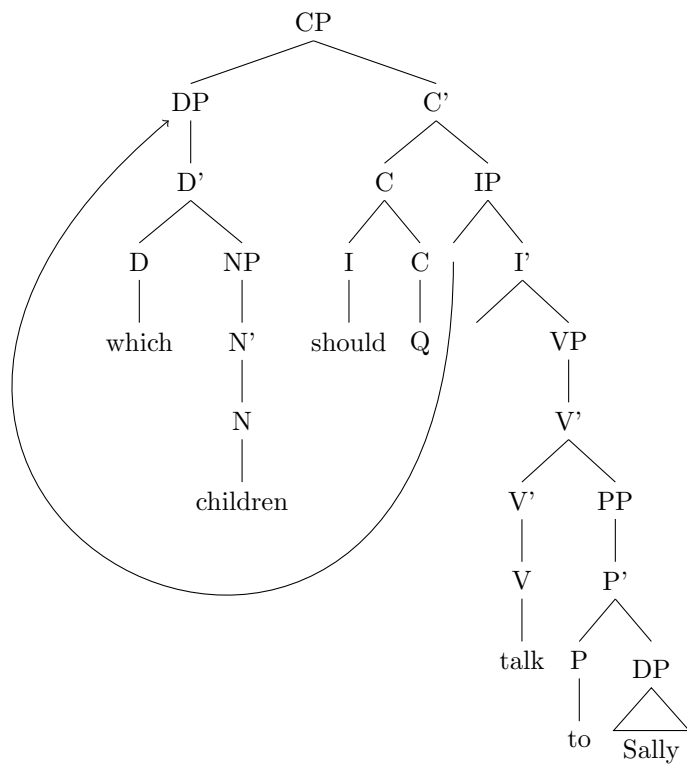 CP
DP C'
D' C IP
D NP I C I'
which N' should Q VP
N V'
children V' PP
V P'
talk P DP
to Sally